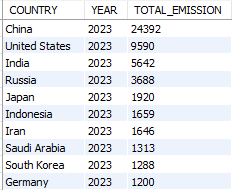 COUNTRY YEAR TOTAL_EMISSION
China 2023 24392
United States 2023 9590
India 2023 5642
Russia 2023 3688
Japan 2023 1920
Indonesia 2023 1659
Iran 2023 1646
Saudi Arabia 2023 1313
South Korea 2023 1288
Germany 2023 1200